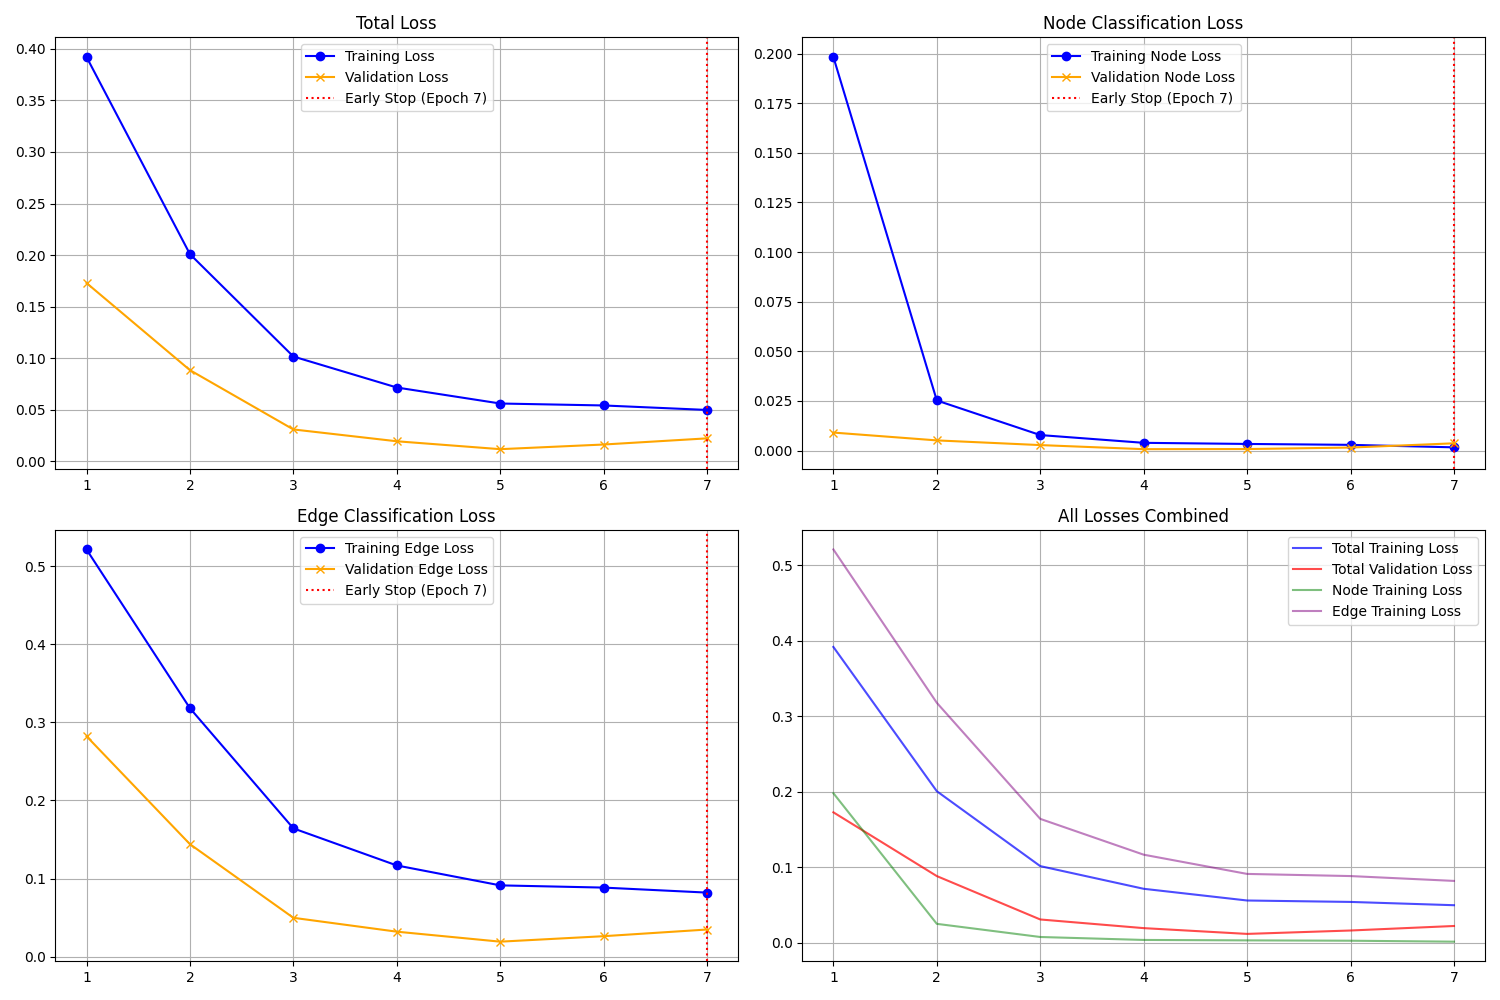 Total Loss
0.40
0.35
0.30
0.25
0.20
0.15
0.10
0.05
0.00
Training Loss
Validation Loss
Early Stop (Epoch 7)
1 2 3 4 5 6 7
Node Classification Loss
0.200
0.175
0.150
0.125
0.100
0.075
0.050
0.025
0.000
Training Node Loss
Validation Node Loss
Early Stop (Epoch 7)
1 2 3 4 5 6 7
Edge Classification Loss
0.5
0.4
0.3
0.2
0.1
0.0
Training Edge Loss
Validation Edge Loss
Early Stop (Epoch 7)
1 2 3 4 5 6 7
All Losses Combined
0.5
0.4
0.3
0.2
0.1
0.0
Total Training Loss
Total Validation Loss
Node Training Loss
Edge Training Loss
1 2 3 4 5 6 7